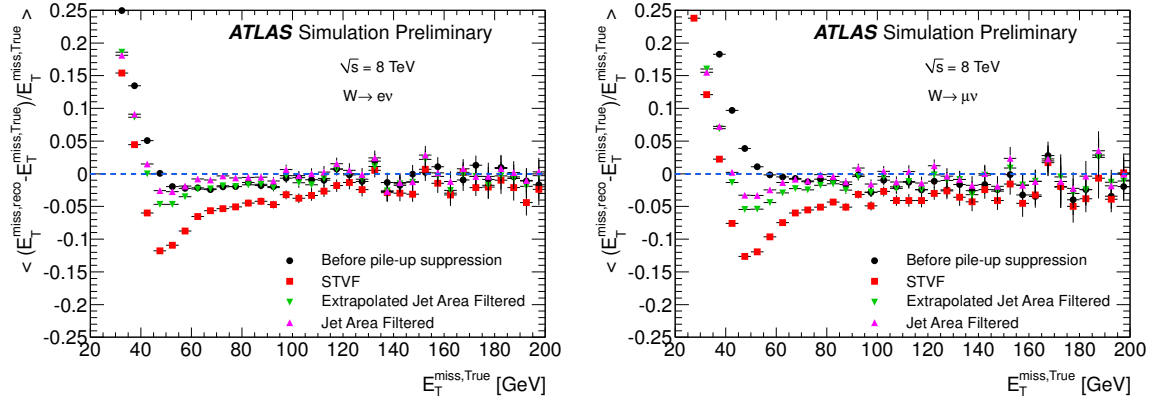 < (E_T^miss,reco -E_T^miss,True)/E_T^miss,True >
0.25
0.2
0.15
0.1
0.05
0
-0.05
-0.1
-0.15
-0.2
-0.25
ATLAS Simulation Preliminary
√s = 8 TeV
W→ eν
Before pile-up suppression
STVF
Extrapolated Jet Area Filtered
Jet Area Filtered
20 40 60 80 100 120 140 160 180 200
E_T^miss,True [GeV]
< (E_T^miss,reco -E_T^miss,True)/E_T^miss,True >
0.25
0.2
0.15
0.1
0.05
0
-0.05
-0.1
-0.15
-0.2
-0.25
ATLAS Simulation Preliminary
√s = 8 TeV
W→ μν
Before pile-up suppression
STVF
Extrapolated Jet Area Filtered
Jet Area Filtered
20 40 60 80 100 120 140 160 180 200
E_T^miss,True [GeV]